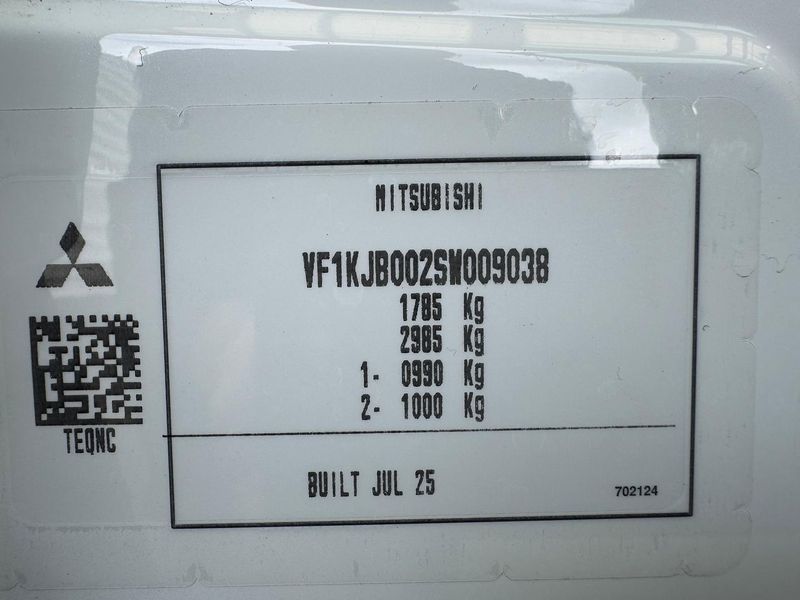 MITSUBISHI
VF1KJB002SW009038
1785 Kg
2985 Kg
1- 0990 Kg
2- 1000 Kg
TEQNC
BUILT JUL 25
702124